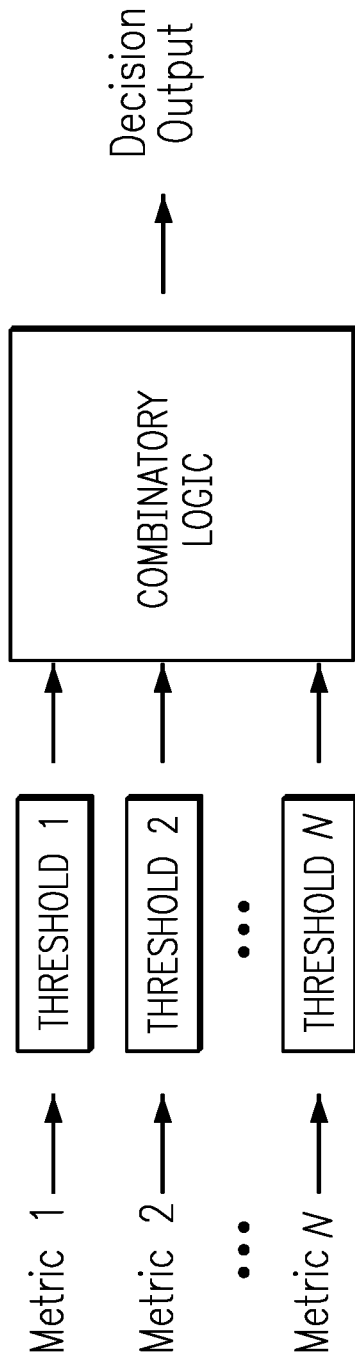 Metric 1
THRESHOLD 1
Metric 2
THRESHOLD 2
...
...
Metric N
THRESHOLD N
COMBINATORY
LOGIC
Decision
Output